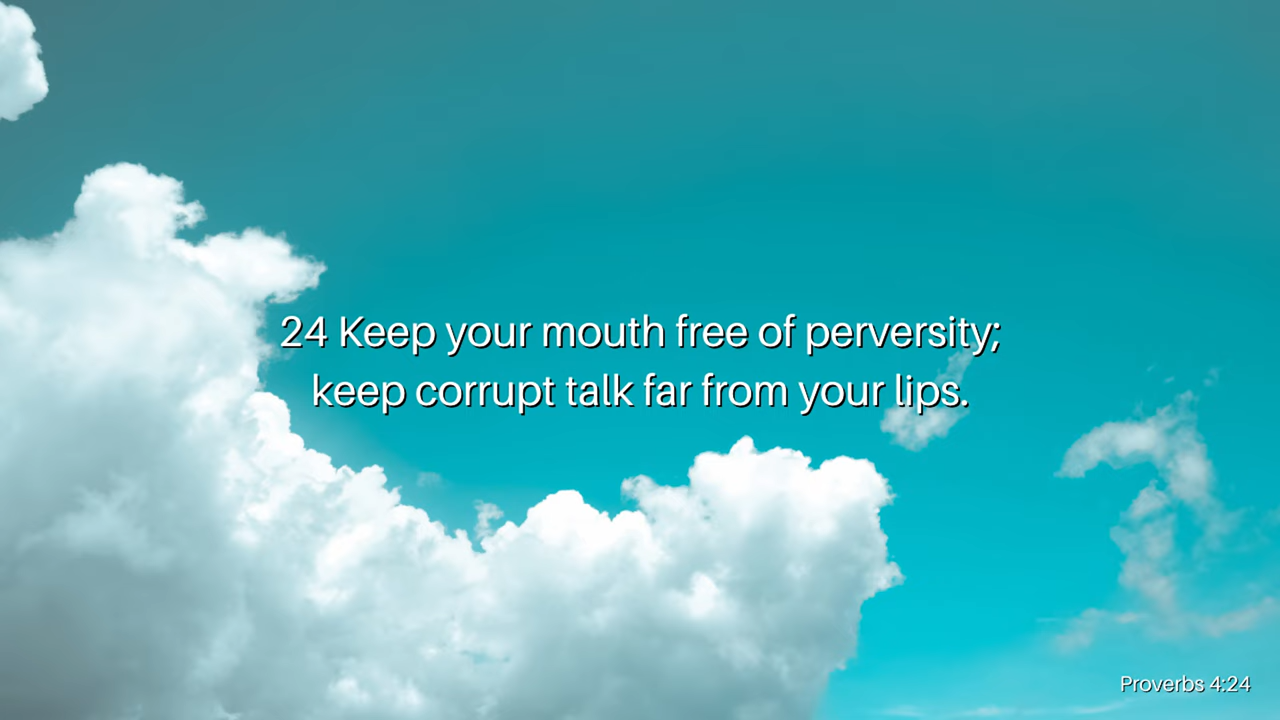 24 Keep your mouth free of perversity;
keep corrupt talk far from your lips.
Proverbs 4:24